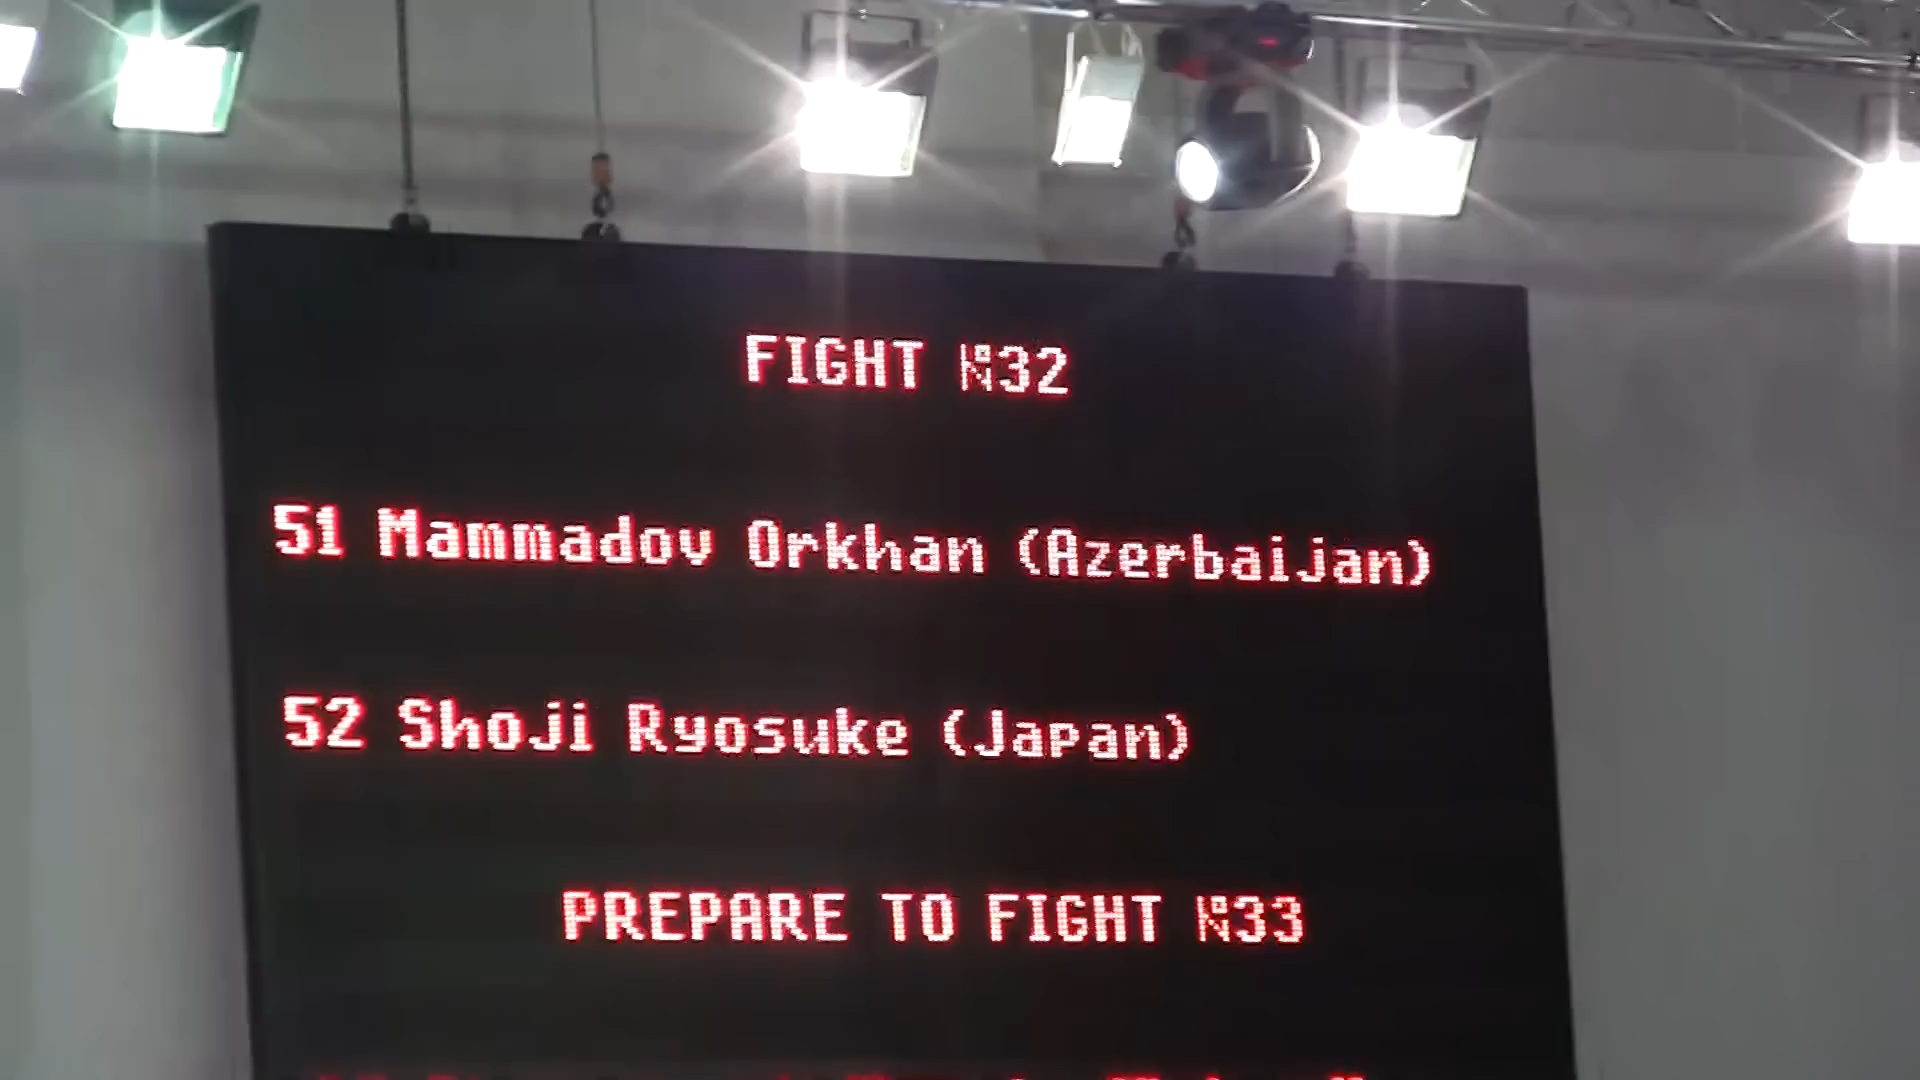 FIGHT №32
51 Mammadov Orkhan (Azerbaijan)
52 Shoji Ryosuke (Japan)
PREPARE TO FIGHT №33